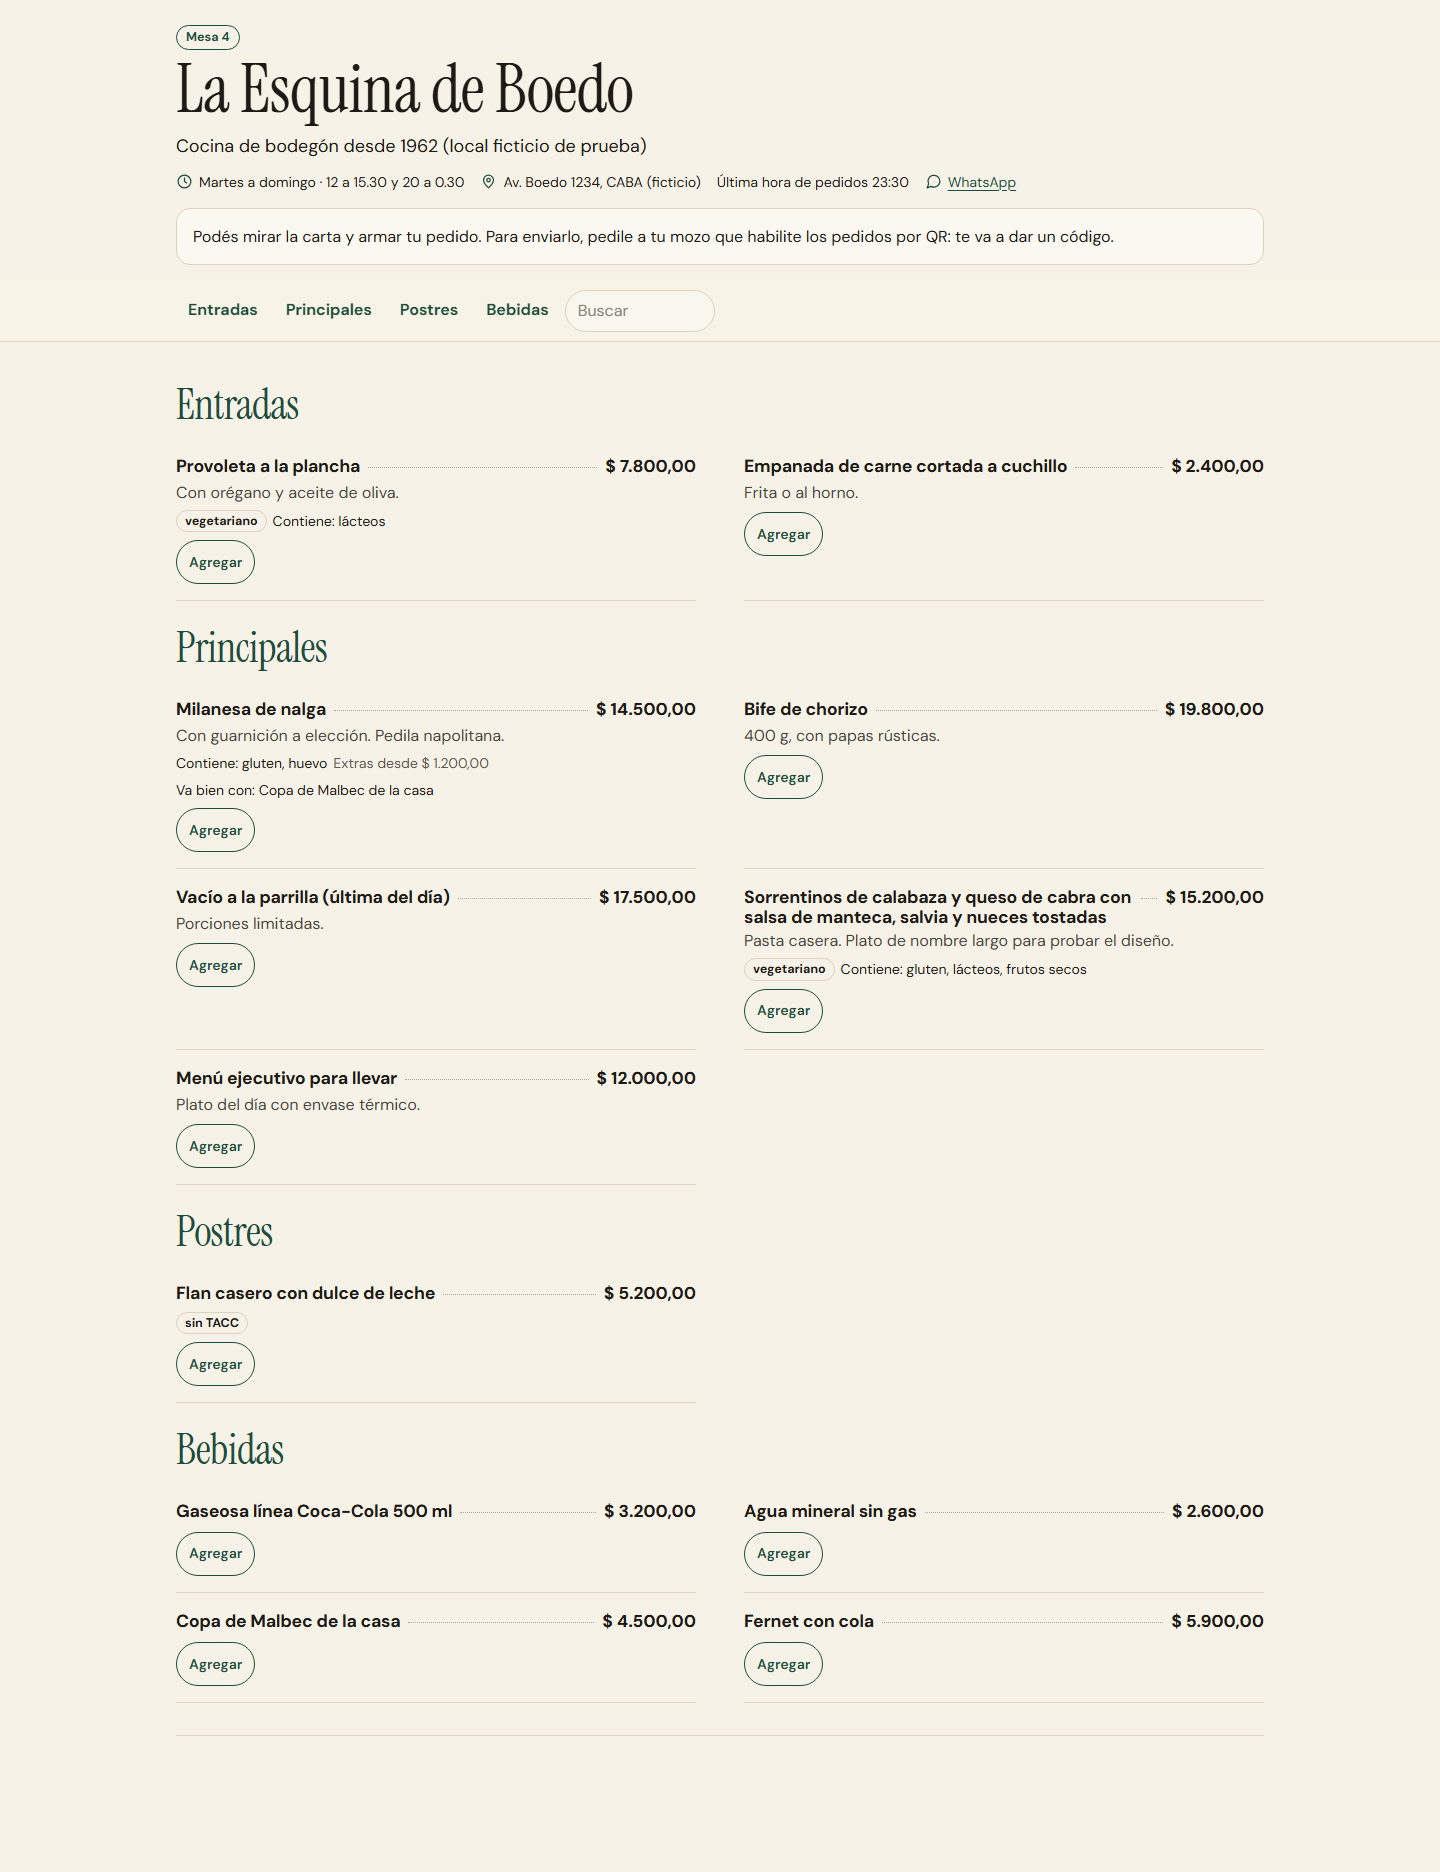 Mesa 4
La Esquina de Boedo
Cocina de bodegón desde 1962 (local ficticio de prueba)
Martes a domingo · 12 a 15.30 y 20 a 0.30 Av. Boedo 1234, CABA (ficticio) Última hora de pedidos 23:30 WhatsApp
Podés mirar la carta y armar tu pedido. Para enviarlo, pedile a tu mozo que habilite los pedidos por QR: te va a dar un código.
Entradas Principales Postres Bebidas Buscar
Entradas
Provoleta a la plancha $ 7.800,00
Con orégano y aceite de oliva.
vegetariano Contiene: lácteos
Agregar
Empanada de carne cortada a cuchillo $ 2.400,00
Frita o al horno.
Agregar
Principales
Milanesa de nalga $ 14.500,00
Con guarnición a elección. Pedila napolitana.
Contiene: gluten, huevo Extras desde $ 1.200,00
Va bien con: Copa de Malbec de la casa
Agregar
Bife de chorizo $ 19.800,00
400 g, con papas rústicas.
Agregar
Vacío a la parrilla (última del día) $ 17.500,00
Porciones limitadas.
Agregar
Sorrentinos de calabaza y queso de cabra con $ 15.200,00
salsa de manteca, salvia y nueces tostadas
Pasta casera. Plato de nombre largo para probar el diseño.
vegetariano Contiene: gluten, lácteos, frutos secos
Agregar
Menú ejecutivo para llevar $ 12.000,00
Plato del día con envase térmico.
Agregar
Postres
Flan casero con dulce de leche $ 5.200,00
sin TACC
Agregar
Bebidas
Gaseosa línea Coca-Cola 500 ml $ 3.200,00
Agregar
Agua mineral sin gas $ 2.600,00
Agregar
Copa de Malbec de la casa $ 4.500,00
Agregar
Fernet con cola $ 5.900,00
Agregar